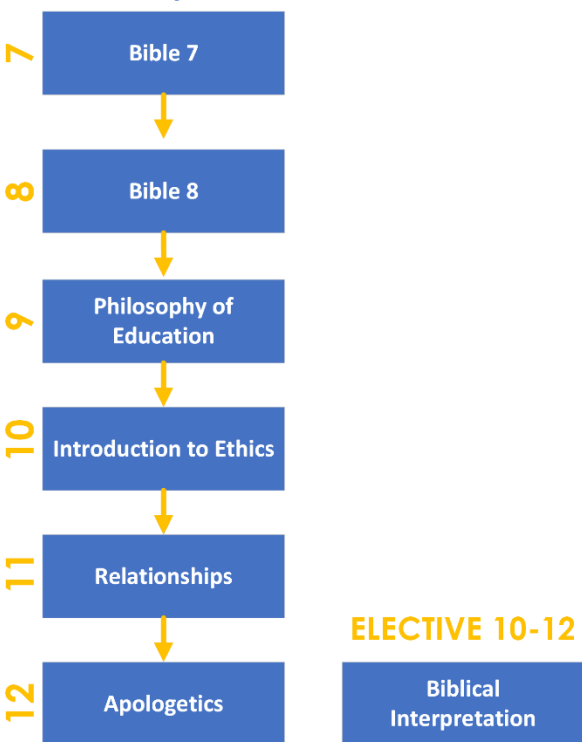 7
Bible 7
8
Bible 8
9
Philosophy of
Education
10
Introduction to Ethics
11
Relationships
ELECTIVE 10-12
12
Apologetics
Biblical
Interpretation